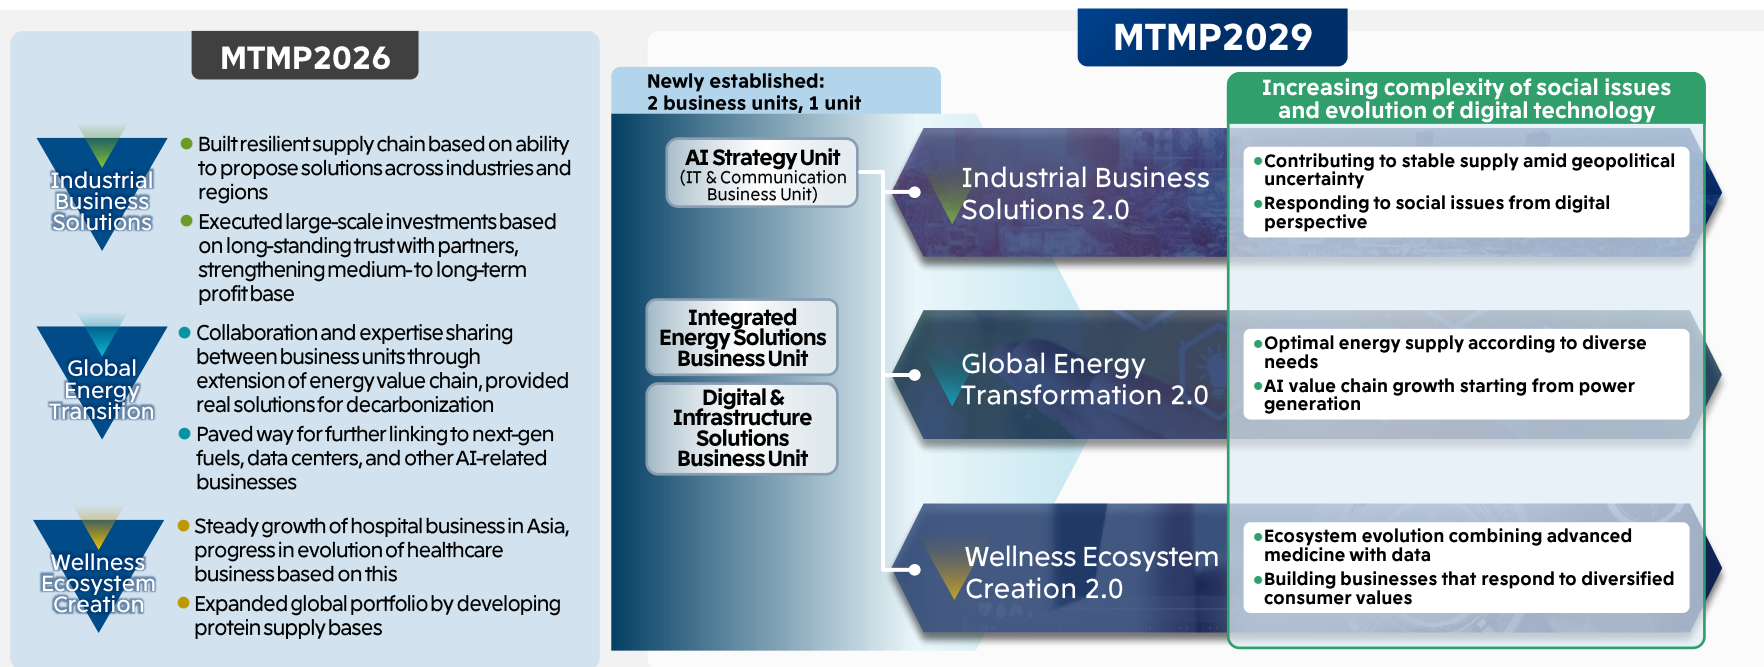 MTMP2026
Industrial
Business
Solutions
Built resilient supply chain based on ability
to propose solutions across industries and
regions
Executed large-scale investments based
on long-standing trust with partners,
strengthening medium- to long-term
profit base
Global
Energy
Transition
Collaboration and expertise sharing
between business units through
extension of energy value chain, provided
real solutions for decarbonization
Paved way for further linking to next-gen
fuels, data centers, and other AI-related
businesses
Wellness
Ecosystem
Creation
Steady growth of hospital business in Asia,
progress in evolution of healthcare
business based on this
Expanded global portfolio by developing
protein supply bases
MTMP2029
Newly established:
2 business units, 1 unit
AI Strategy Unit
(IT & Communication
Business Unit)
Integrated
Energy Solutions
Business Unit
Digital &
Infrastructure
Solutions
Business Unit
Increasing complexity of social issues
and evolution of digital technology
Industrial Business
Solutions 2.0
•Contributing to stable supply amid geopolitical
uncertainty
•Responding to social issues from digital
perspective
Global Energy
Transformation 2.0
•Optimal energy supply according to diverse
needs
•AI value chain growth starting from power
generation
Wellness Ecosystem
Creation 2.0
•Ecosystem evolution combining advanced
medicine with data
•Building businesses that respond to diversified
consumer values